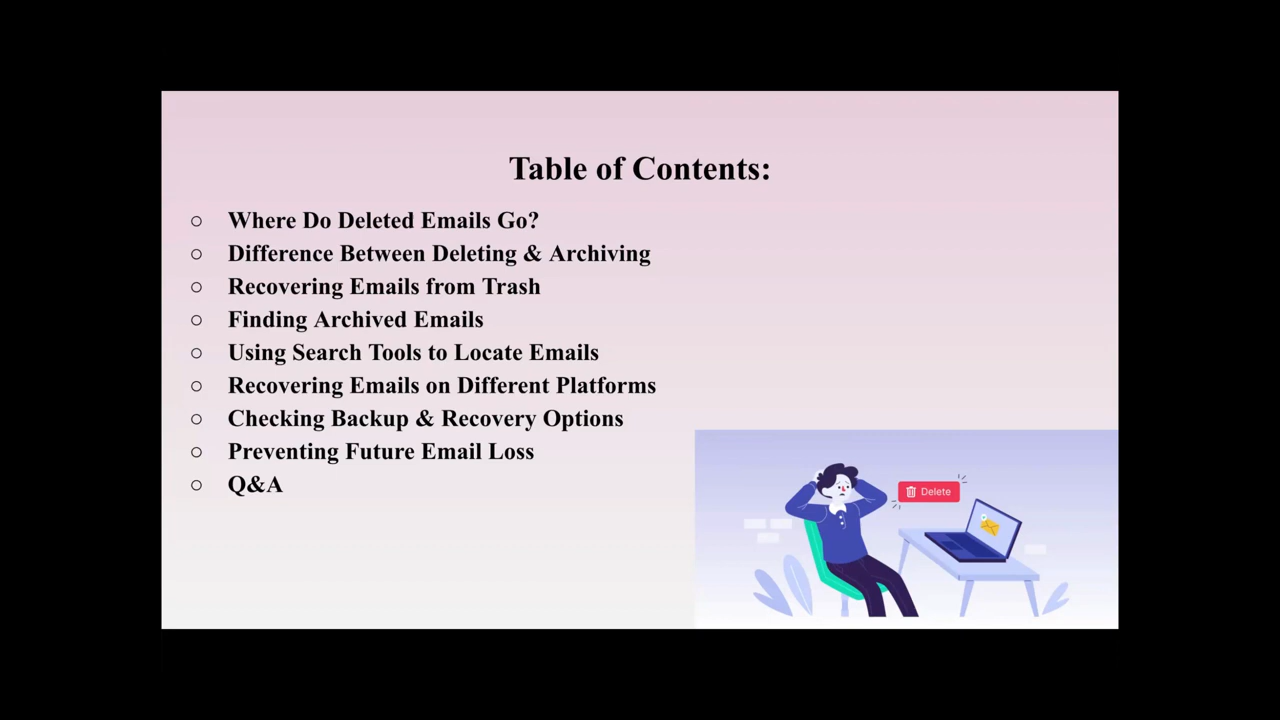 Table of Contents:
○ Where Do Deleted Emails Go?
○ Difference Between Deleting & Archiving
○ Recovering Emails from Trash
○ Finding Archived Emails
○ Using Search Tools to Locate Emails
○ Recovering Emails on Different Platforms
○ Checking Backup & Recovery Options
○ Preventing Future Email Loss
○ Q&A
Delete